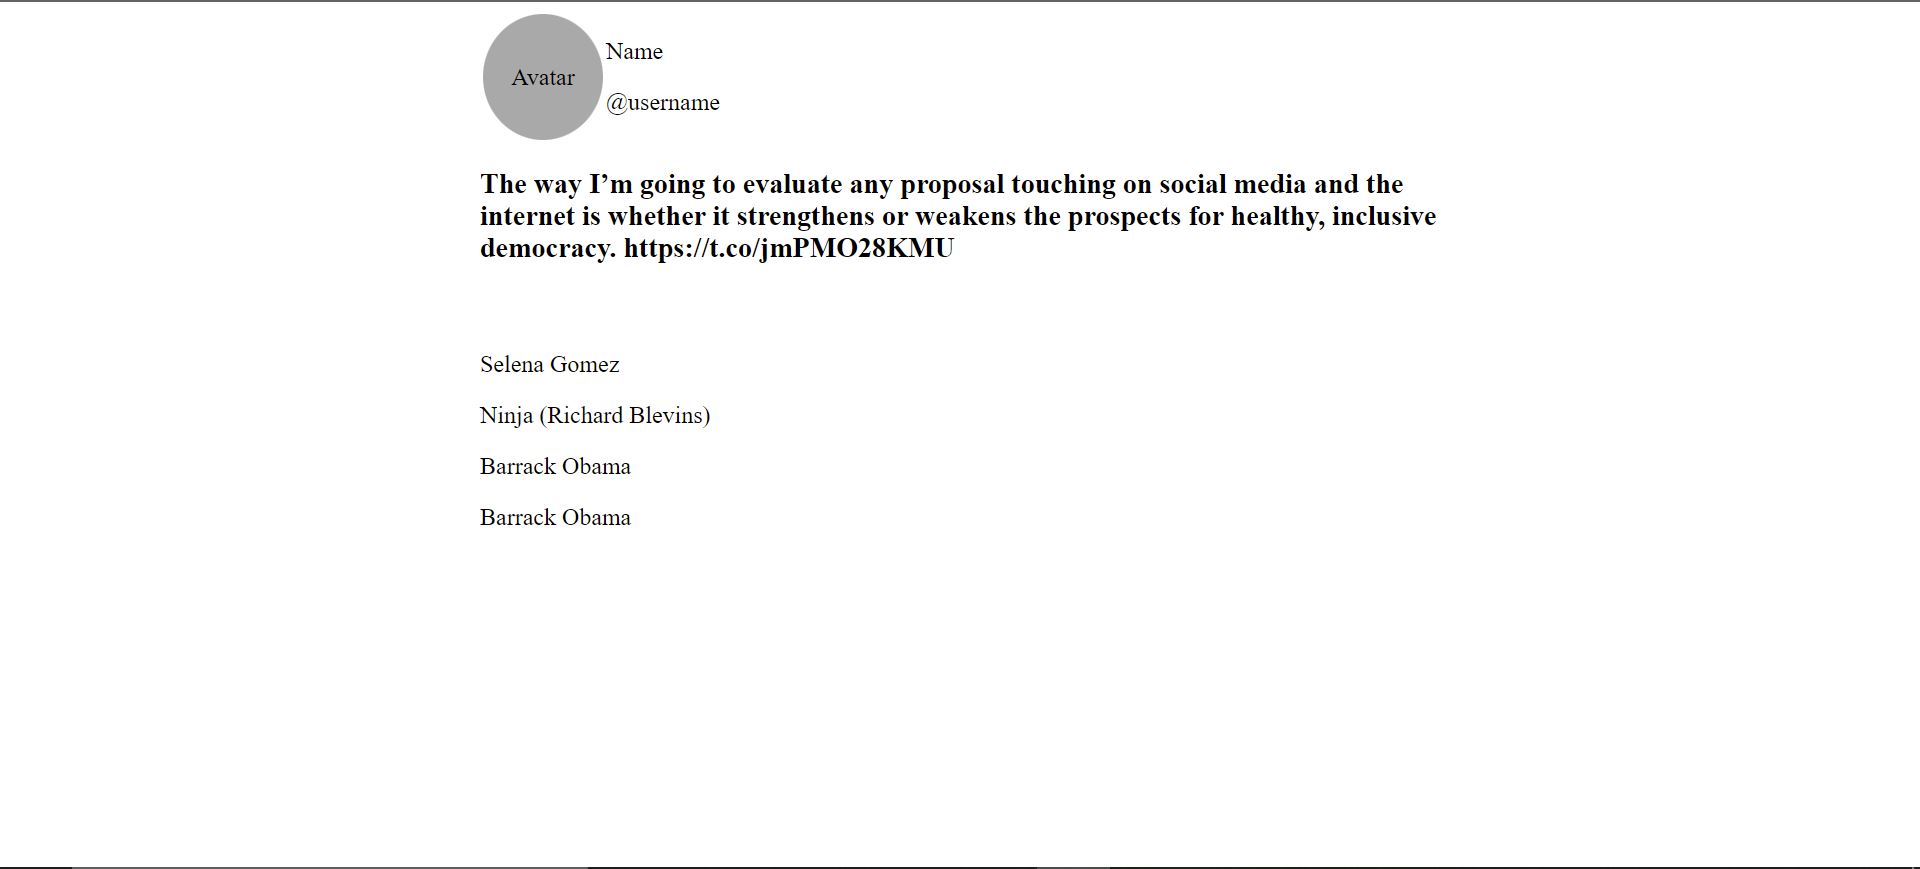 Avatar
Name
@username
The way I’m going to evaluate any proposal touching on social media and the
internet is whether it strengthens or weakens the prospects for healthy, inclusive
democracy. https://t.co/jmPMO28KMU
Selena Gomez
Ninja (Richard Blevins)
Barrack Obama
Barrack Obama